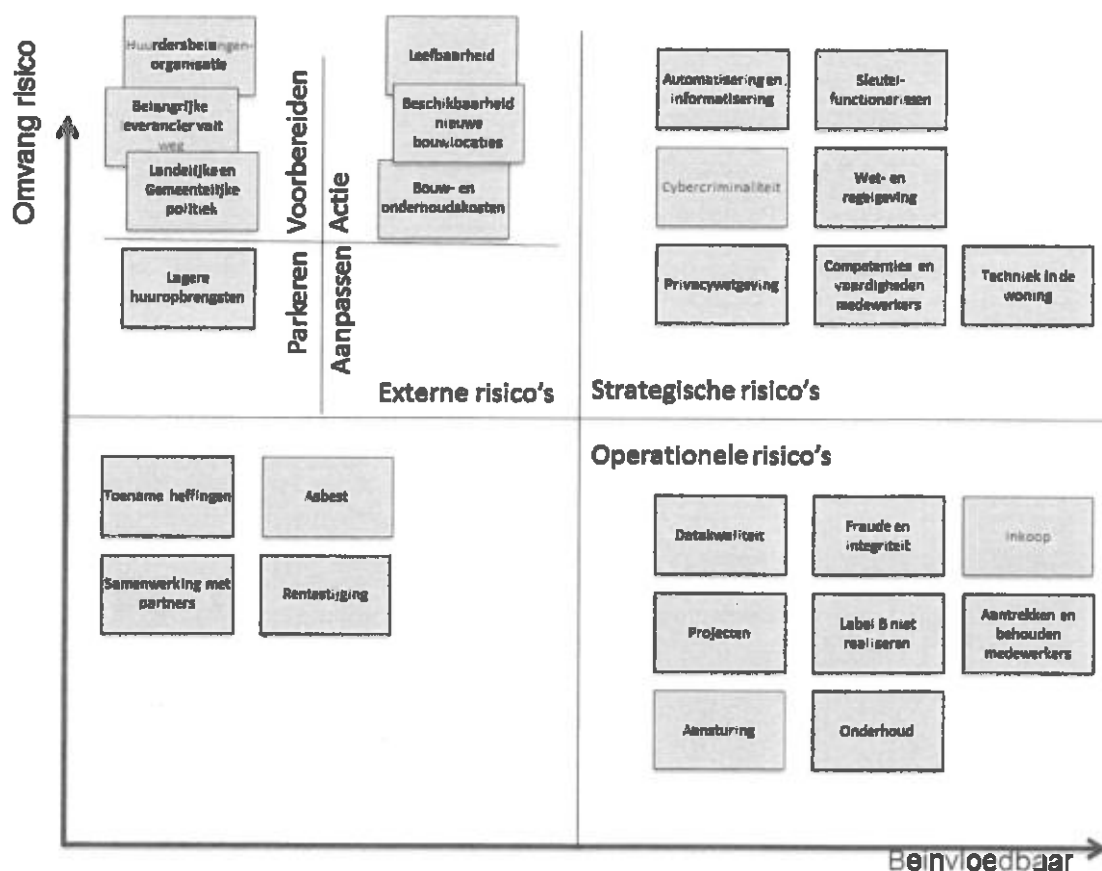 Omvang risico
Huurdersbelangen-
organisatie
Belangrijke
leverancier valt
weg
Landelijke en
Gemeentelijke
politiek
Voorbereiden
Actie
Leefbaarheid
Beschikbaarheid
nieuwe
bouwlocaties
Bouw- en
onderhoudskosten
Lagere
huuropbrengsten
Parkeren
Aanpassen
Externe risico's
Automatisering en
informatisering
Sleutel-
functionarissen
Cybercriminaliteit
Wet- en
regelgeving
Privacywetgeving
Competenties en
vaardigheden
medewerkers
Techniek in de
woning
Strategische risico's
Toename heffingen
Asbest
Samenwerking met
partners
Rentestijging
Operationele risico's
Datakwaliteit
Fraude en
integriteit
Inkoop
Projecten
Label B niet
realiseren
Aantrekken en
behouden
medewerkers
Aansturing
Onderhoud
Beïnvloedbaar